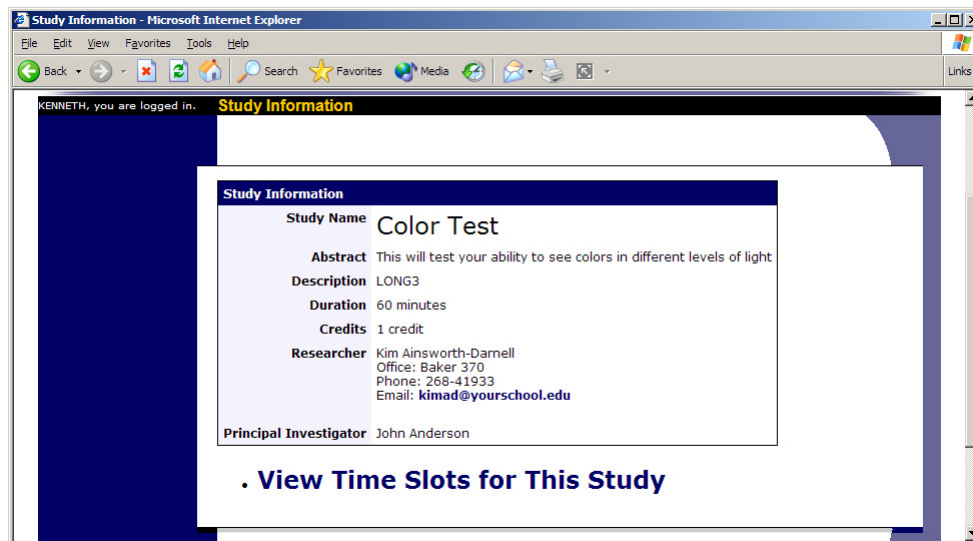 Study Information - Microsoft Internet Explorer
File Edit View Favorites Tools Help
Back Search Favorites Media
Links
KENNETH, you are logged in. Study Information
Study Information
Study Name Color Test
Abstract This will test your ability to see colors in different levels of light
Description LONG3
Duration 60 minutes
Credits 1 credit
Researcher Kim Ainsworth-Darnell
Office: Baker 370
Phone: 268-41933
Email: kimad@yourschool.edu
Principal Investigator John Anderson
• View Time Slots for This Study